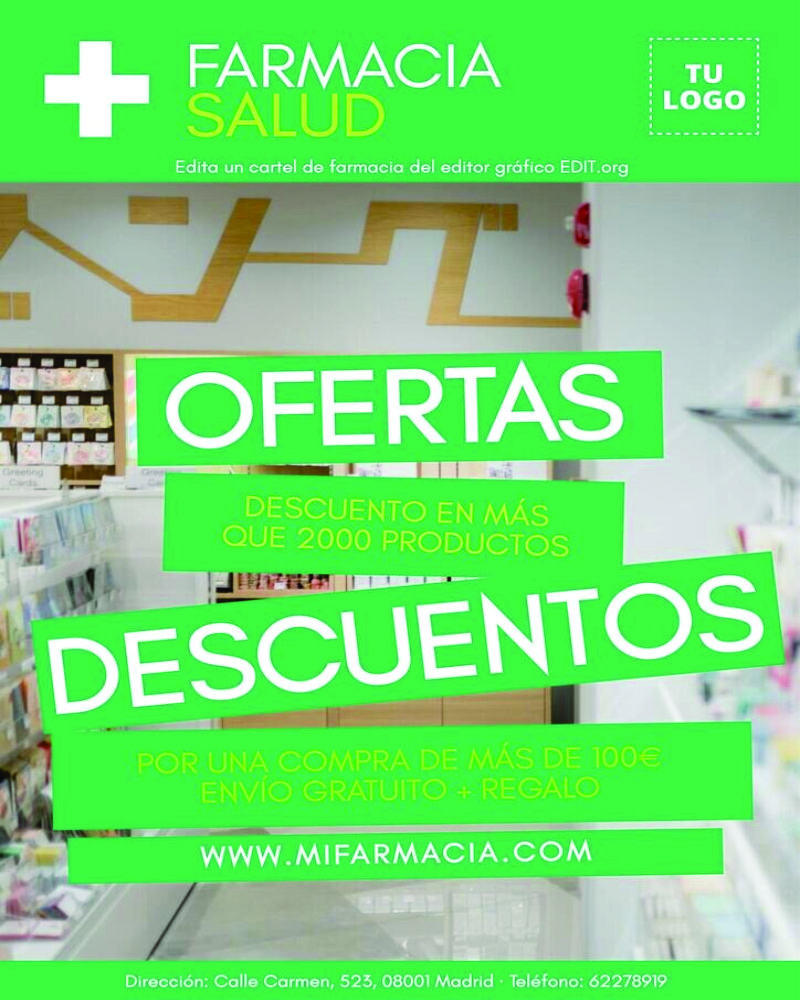 FARMACIA
SALUD
TU
LOGO
Edita un cartel de farmacia del editor gráfico EDIT.org
OFERTAS
Greeting
Cards
DESCUENTO EN MÁS
QUE 2000 PRODUCTOS
DESCUENTOS
POR UNA COMPRA DE MÁS DE 100€
ENVÍO GRATUITO + REGALO
WWW.MIFARMACIA.COM
Dirección: Calle Carmen, 523, 08001 Madrid · Teléfono: 62278919